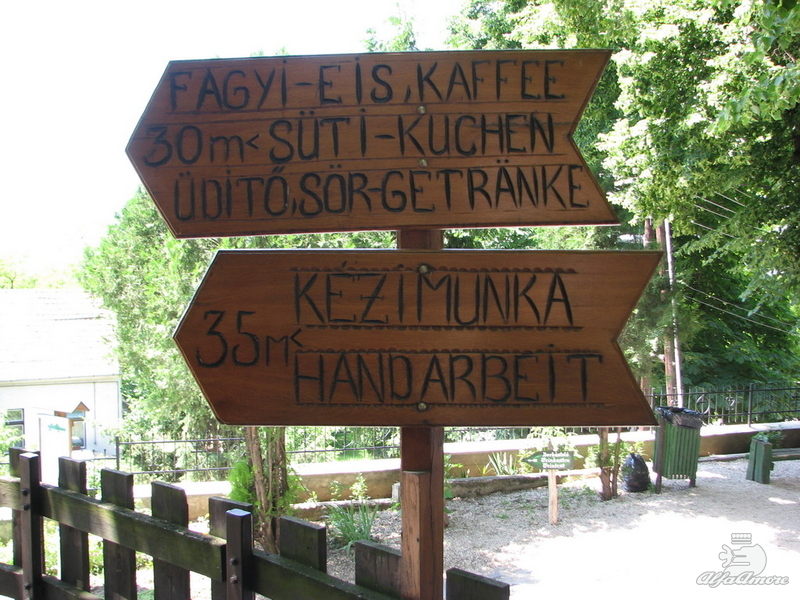 FAGYI-EIS, KAFFEE
30m< SÜTI-KUCHEN
ÜDITŐ, SÖR-GETRÄNKE
KÉZIMUNKA
35m<
HANDARBEIT
AlfaAmore